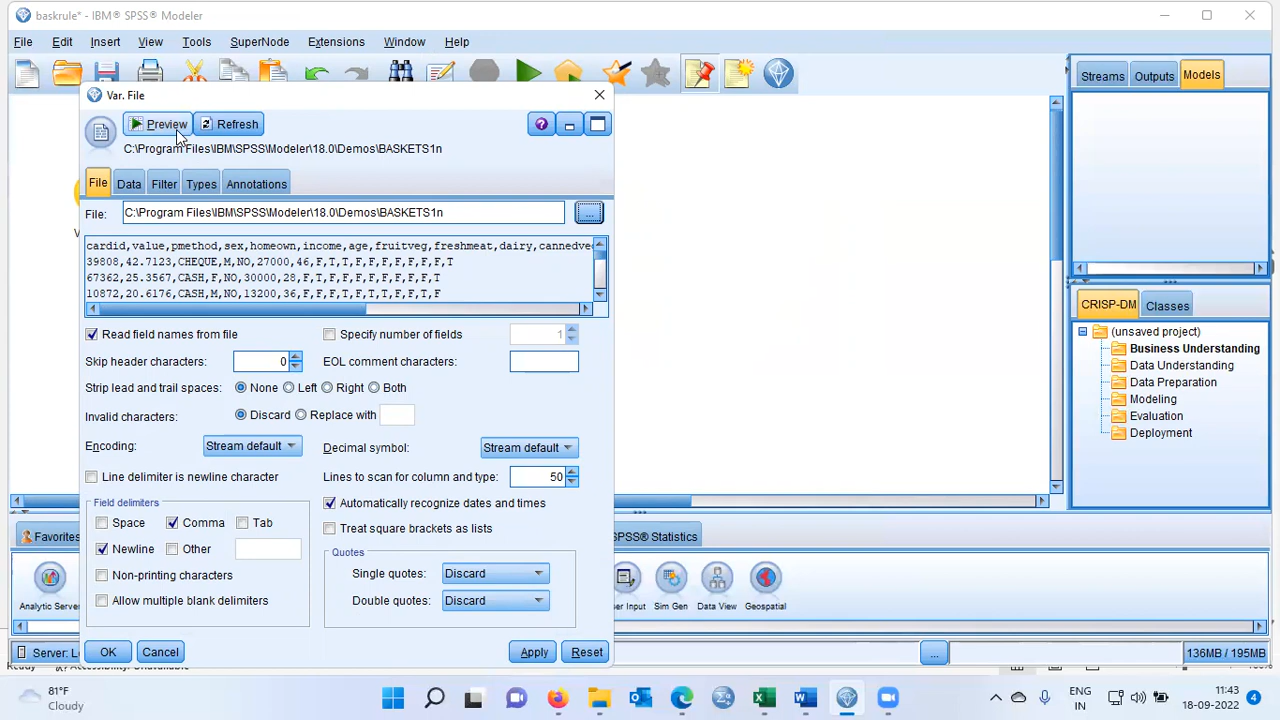 baskrule* - IBM® SPSS® Modeler
File Edit Insert View Tools SuperNode Extensions Window Help
Var. File
Preview Refresh
C:\Program Files\IBM\SPSS\Modeler\18.0\Demos\BASKETS1n
File Data Filter Types Annotations
File: C:\Program Files\IBM\SPSS\Modeler\18.0\Demos\BASKETS1n ...
cardid,value,pmethod,sex,homeown,income,age,fruitveg,freshmeat,dairy,cannedve
39808,42.7123,CHEQUE,M,NO,27000,46,F,T,T,F,F,F,F,F,F,T
67362,25.3567,CASH,F,NO,30000,28,F,T,F,F,F,F,F,F,F,T
10872,20.6176,CASH,M,NO,13200,36,F,F,F,T,F,T,T,F,F,T,F
Read field names from file Specify number of fields 1
Skip header characters: 0 EOL comment characters:
Strip lead and trail spaces: None Left Right Both
Invalid characters: Discard Replace with
Encoding: Stream default Decimal symbol: Stream default
Line delimiter is newline character Lines to scan for column and type: 50
Field delimiters
Space Comma Tab
Newline Other
Non-printing characters
Allow multiple blank delimiters
Automatically recognize dates and times
Treat square brackets as lists
Quotes
Single quotes: Discard
Double quotes: Discard
OK Cancel Apply Reset
Streams Outputs Models
CRISP-DM Classes
(unsaved project)
Business Understanding
Data Understanding
Data Preparation
Modeling
Evaluation
Deployment
Favorites
SPSS® Statistics
Analytic Server
er Input Sim Gen Data View Geospatial
Server: L
... 136MB / 195MB
81°F
Cloudy
ENG
IN
11:43
18-09-2022
4